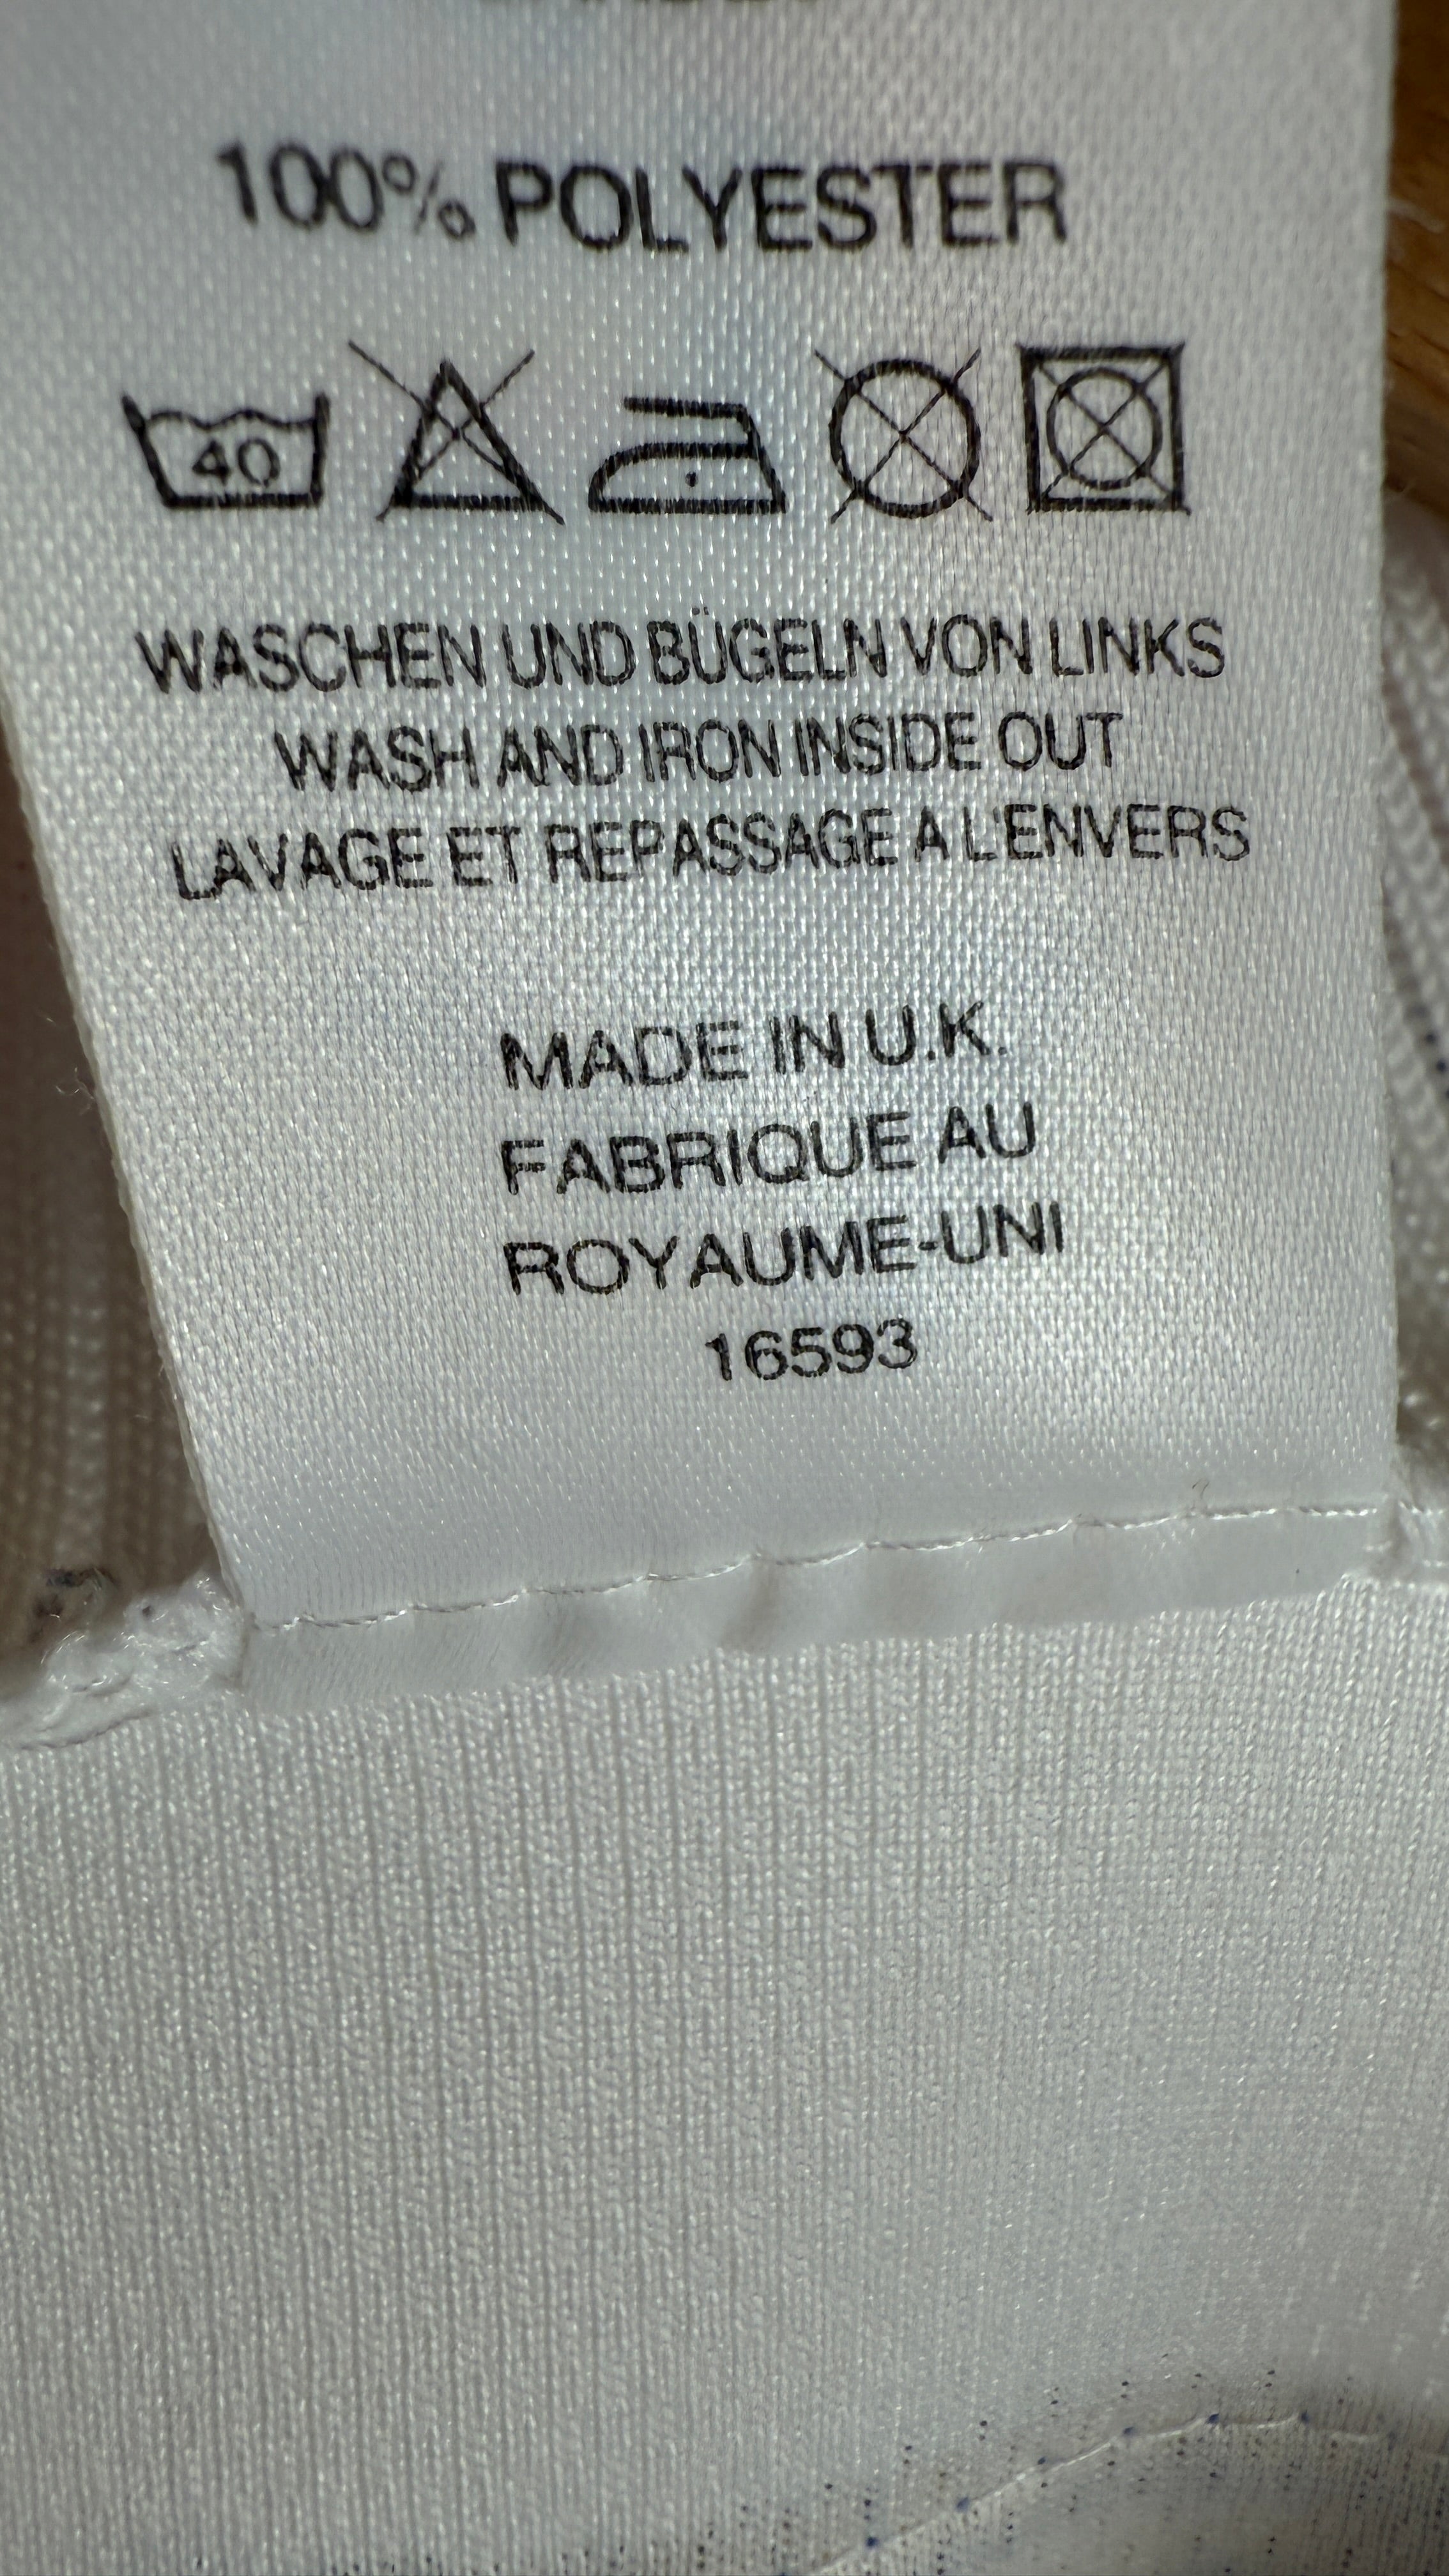 100% POLYESTER
40
WASCHEN UND BÜGELN VON LINKS
WASH AND IRON INSIDE OUT
LAVAGE ET REPASSAGE A L'ENVERS
MADE IN U.K.
FABRIQUE AU
ROYAUME-UNI
16593